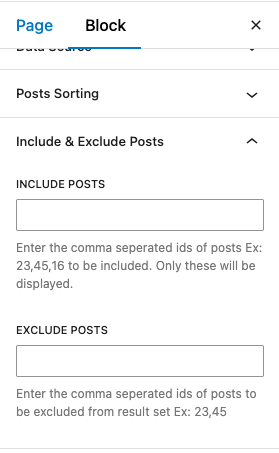 Page Block ×
Data Source
Posts Sorting
Include & Exclude Posts
INCLUDE POSTS
Enter the comma seperated ids of posts Ex:
23,45,16 to be included. Only these will be
displayed.
EXCLUDE POSTS
Enter the comma seperated ids of posts to
be excluded from result set Ex: 23,45